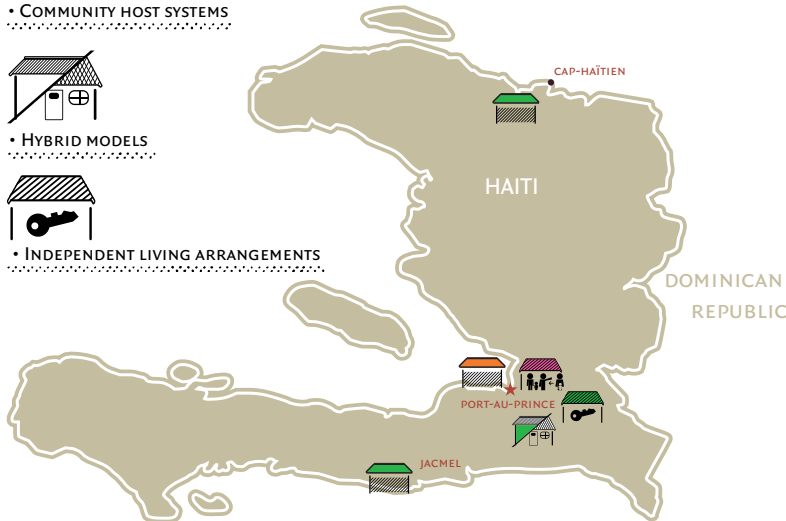 • Community host systems
• Hybrid models
• Independent living arrangements
CAP-HAÏTIEN
HAITI
DOMINICAN
REPUBLIC
PORT-AU-PRINCE
JACMEL